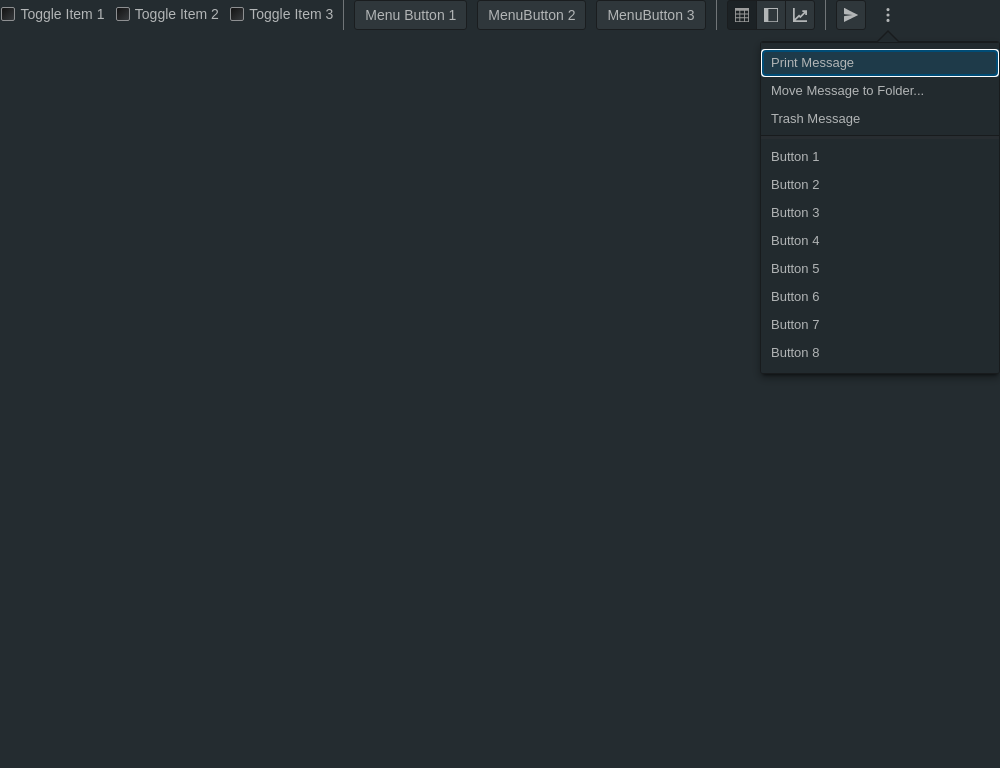 Toggle Item 1 Toggle Item 2 Toggle Item 3 Menu Button 1 MenuButton 2 MenuButton 3
Print Message
Move Message to Folder...
Trash Message
Button 1
Button 2
Button 3
Button 4
Button 5
Button 6
Button 7
Button 8